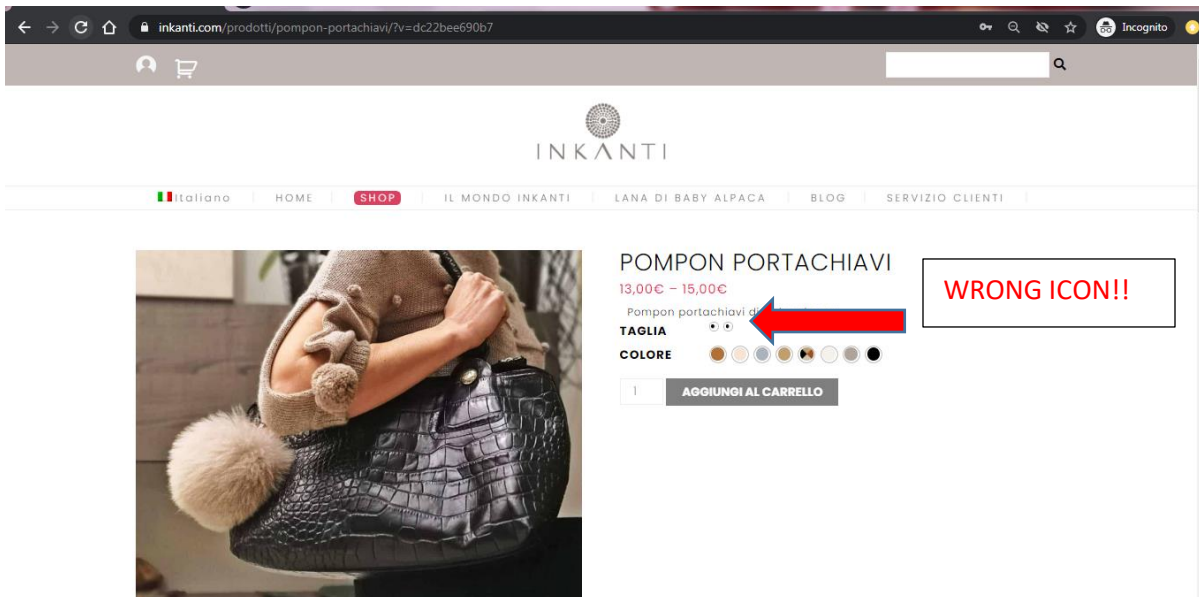 inkanti.com/prodotti/pompon-portachiavi/?v=dc22bee690b7
Incognito
INKANTI
Italiano HOME SHOP IL MONDO INKANTI LANA DI BABY ALPACA BLOG SERVIZIO CLIENTI
POMPON PORTACHIAVI
13,00€ – 15,00€
WRONG ICON!!
Pompon portachiavi
TAGLIA
COLORE
1 AGGIUNGI AL CARRELLO